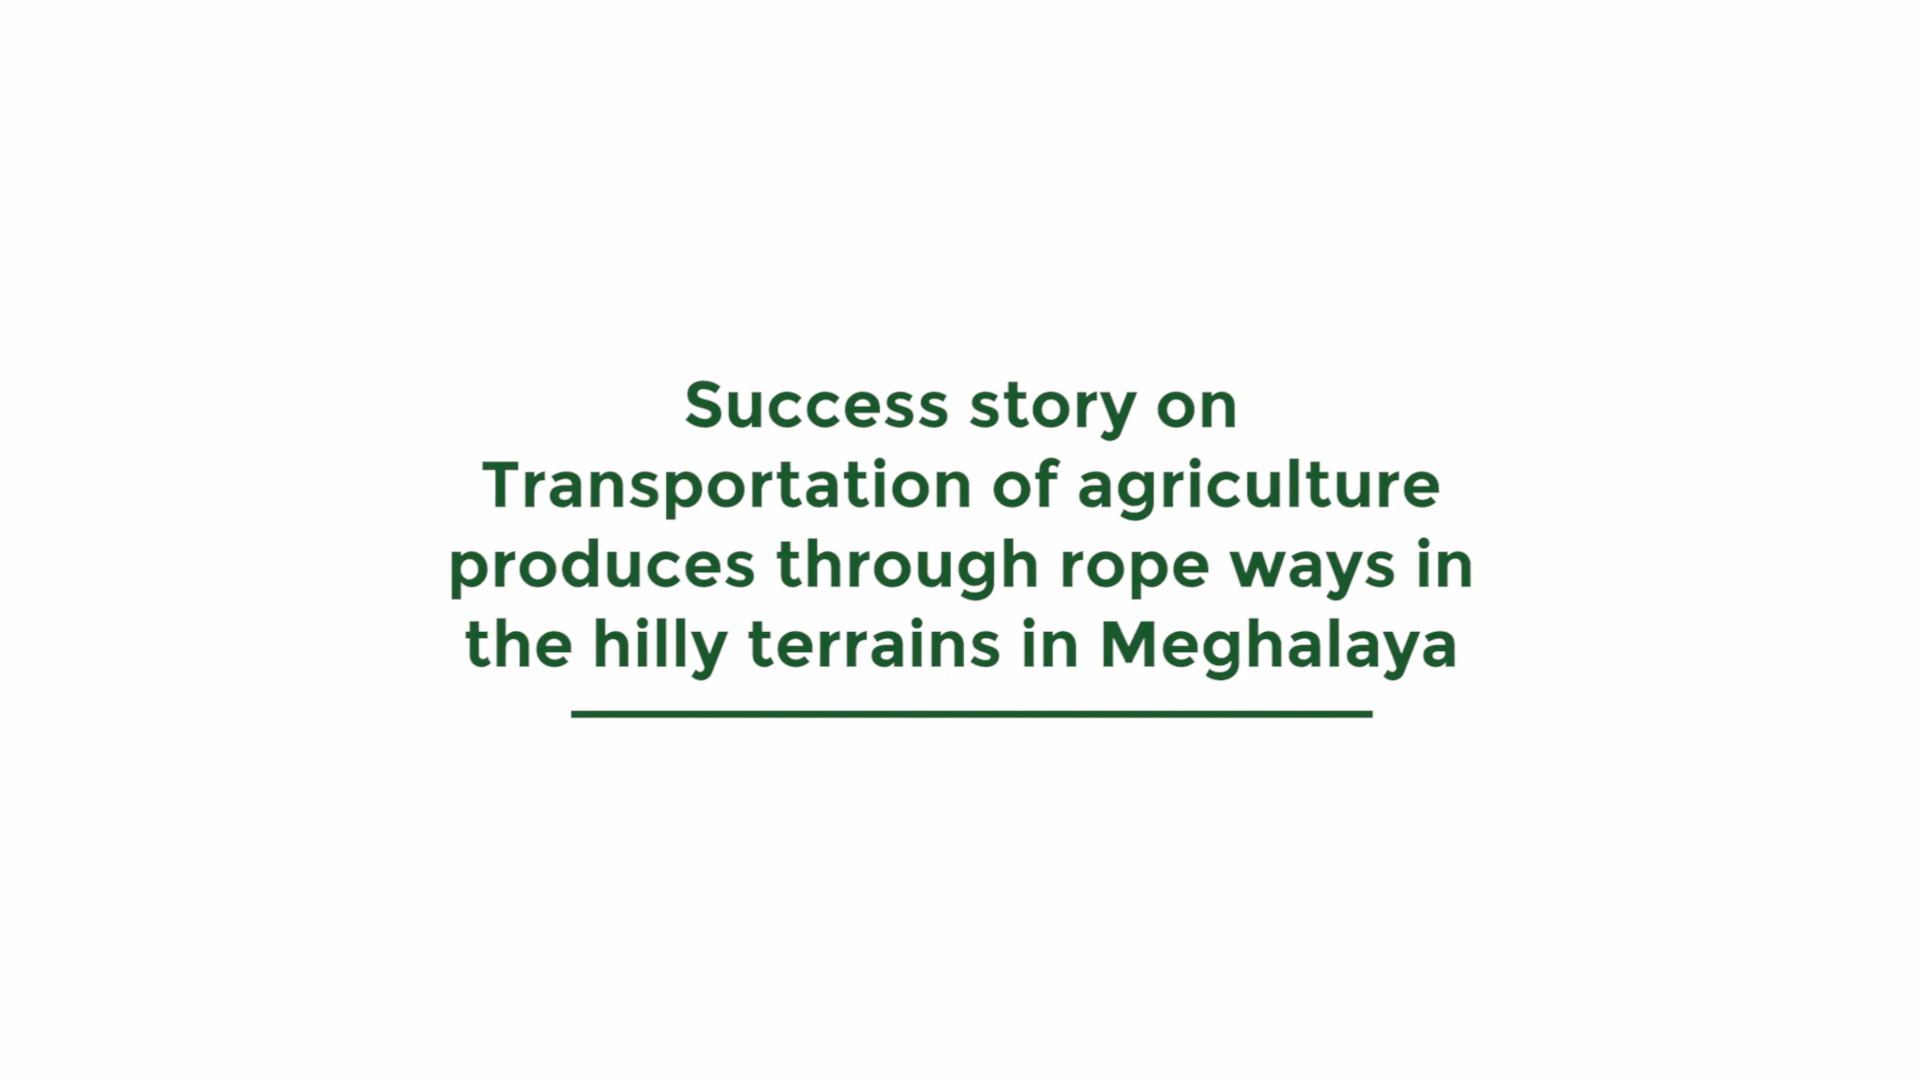 Success story on
Transportation of agriculture
produces through rope ways in
the hilly terrains in Meghalaya